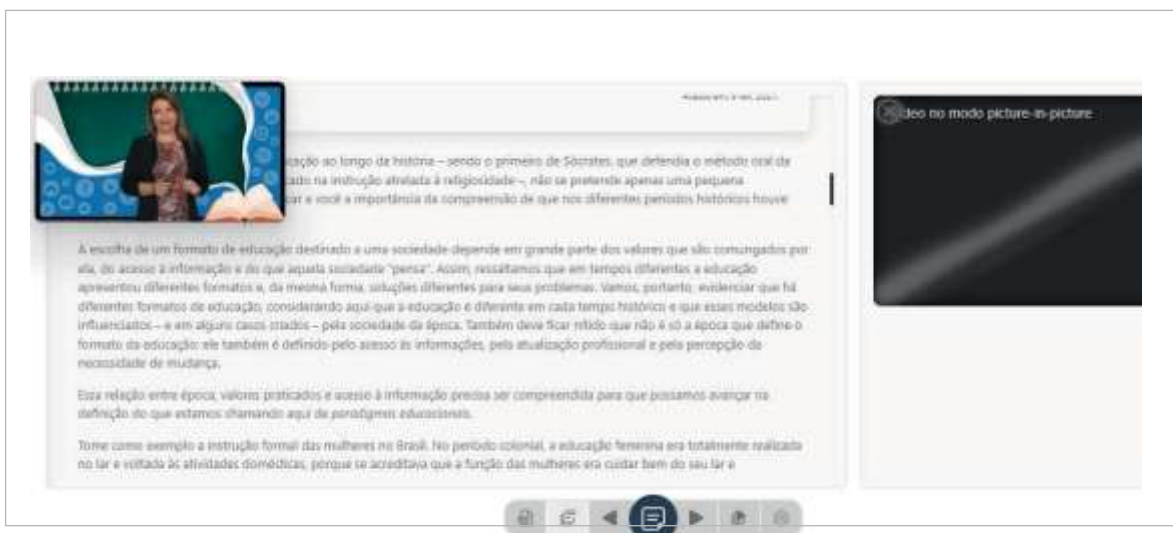 cação ao longo da história – sendo o primeiro de Sócrates, que defendia o método oral da
cado na instrução atrelada à religiosidade –, não se pretende apenas uma pequena
ar a você a importância da compreensão de que nos diferentes períodos históricos houve
A escolha de um formato de educação destinado a uma sociedade depende em grande parte dos valores que são comungados por
ela, do acesso à informação e do que aquela sociedade "pensa". Assim, ressaltamos que em tempos diferentes a educação
apresentou diferentes formatos e, da mesma forma, soluções diferentes para seus problemas. Vamos, portanto, evidenciar que há
diferentes formatos de educação, considerando aqui que a educação é diferente em cada tempo histórico e que esses modelos são
influenciados – e em alguns casos criados – pela sociedade da época. Também deve ficar nítido que não é só a época que define o
formato da educação: ele também é definido pelo acesso às informações, pela atualização profissional e pela percepção da
necessidade de mudança.
Essa relação entre época, valores praticados e acesso à informação precisa ser compreendida para que possamos avançar na
definição do que estamos chamando aqui de paradigmas educacionais.
Tome como exemplo a instrução formal das mulheres no Brasil. No período colonial, a educação feminina era totalmente realizada
no lar e voltada às atividades domésticas, porque se acreditava que a função das mulheres era cuidar bem do seu lar e
deo no modo picture-in-picture